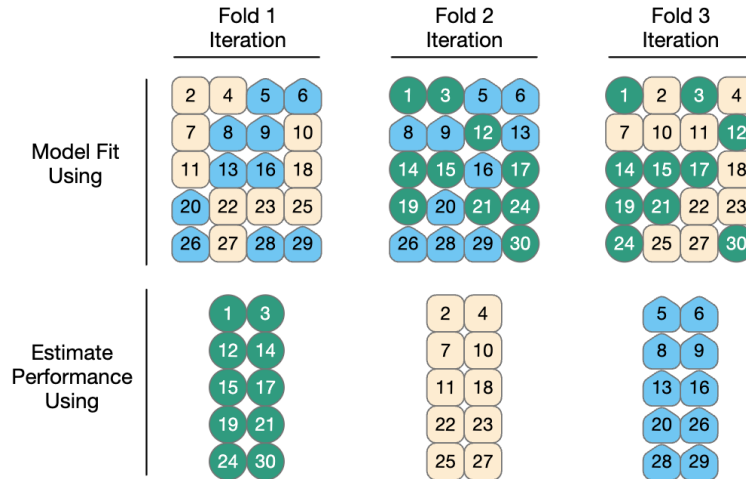 Fold 1 Fold 2 Fold 3
Iteration Iteration Iteration
Model Fit
Using
2 4 5 6 1 3 5 6 1 2 3 4
7 8 9 10 8 9 12 13 7 10 11 12
11 13 16 18 14 15 16 17 14 15 17 18
20 22 23 25 19 20 21 24 19 21 22 23
26 27 28 29 26 28 29 30 24 25 27 30
Estimate
Performance
Using
1 3 2 4 5 6
12 14 7 10 8 9
15 17 11 18 13 16
19 21 22 23 20 26
24 30 25 27 28 29